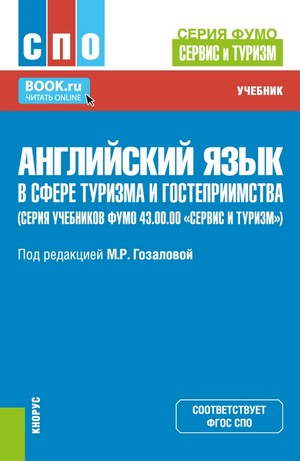 СПО
СЕРИЯ ФУМО
СЕРВИС И ТУРИЗМ
BOOK.ru
ЧИТАТЬ ONLINE
УЧЕБНИК
АНГЛИЙСКИЙ ЯЗЫК
В СФЕРЕ ТУРИЗМА И ГОСТЕПРИИМСТВА
(СЕРИЯ УЧЕБНИКОВ ФУМО 43.00.00 «СЕРВИС И ТУРИЗМ»)
Под редакцией М.Р. Гозаловой
КНОРУС
СООТВЕТСТВУЕТ
ФГОС СПО